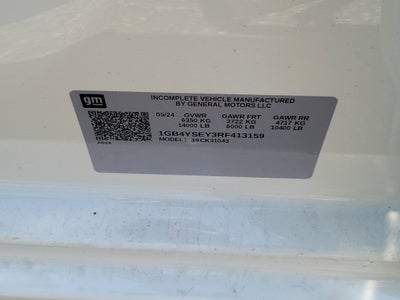 gm
INCOMPLETE VEHICLE MANUFACTURED
BY GENERAL MOTORS LLC
05/24 GVWR GAWR FRT GAWR RR
6350 KG 2722 KG 4717 KG
14000 LB 6000 LB 10400 LB
1GB4YSEY3RF413159
MODEL: